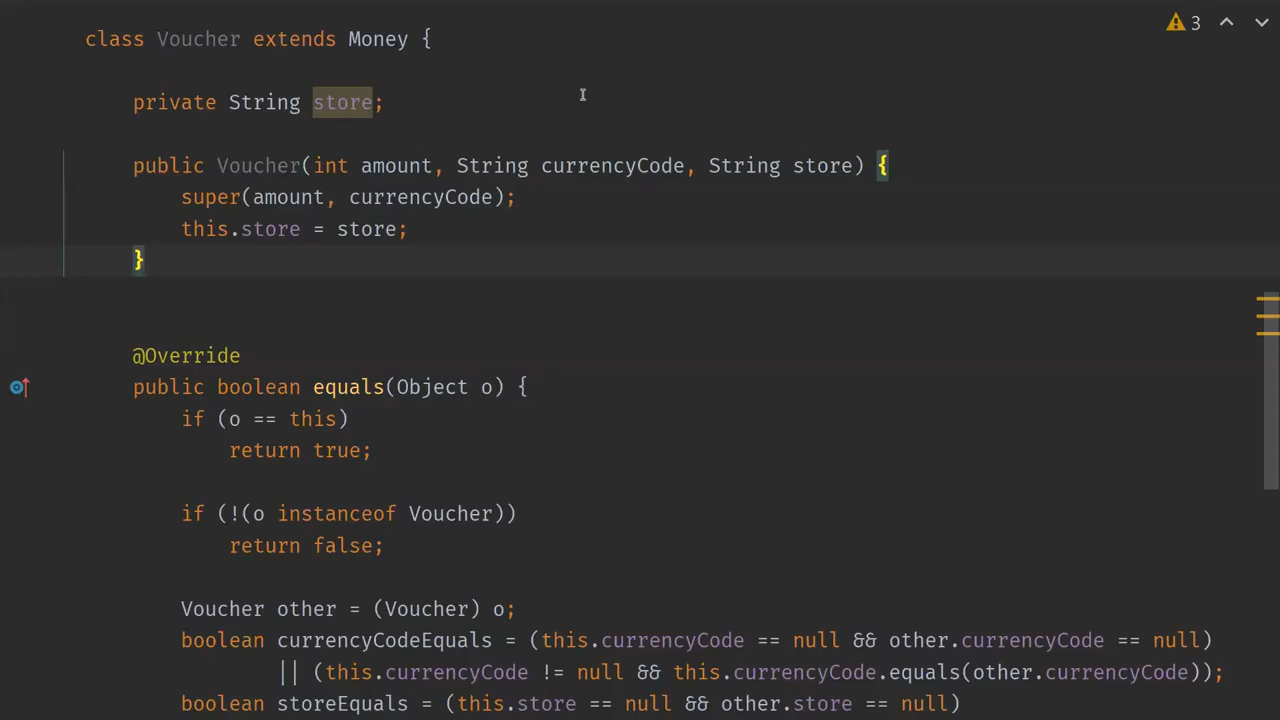 3
class Voucher extends Money {
private String store;
public Voucher(int amount, String currencyCode, String store) {
super(amount, currencyCode);
this.store = store;
}
@Override
public boolean equals(Object o) {
if (o == this)
return true;
if (!(o instanceof Voucher))
return false;
Voucher other = (Voucher) o;
boolean currencyCodeEquals = (this.currencyCode == null && other.currencyCode == null)
|| (this.currencyCode != null && this.currencyCode.equals(other.currencyCode));
boolean storeEquals = (this.store == null && other.store == null)